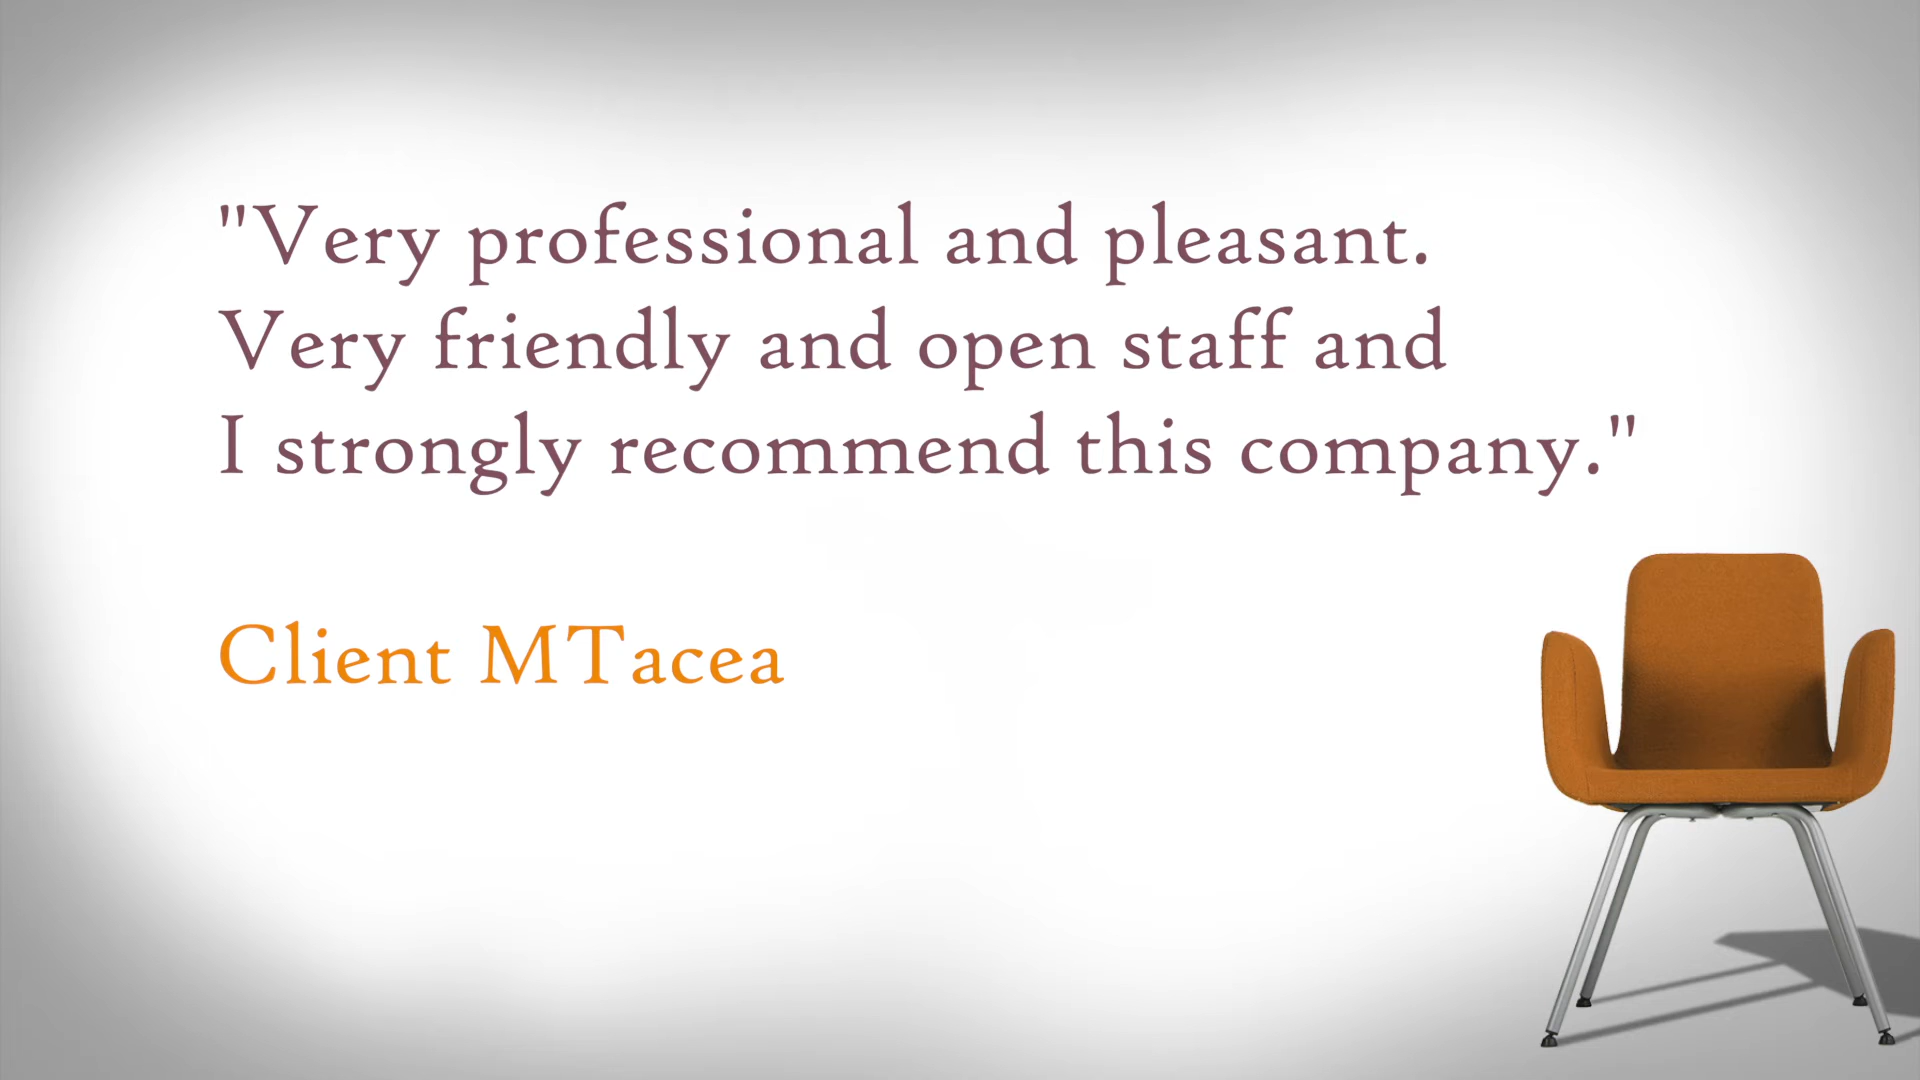 "Very professional and pleasant.
Very friendly and open staff and
I strongly recommend this company."
Client MTacea